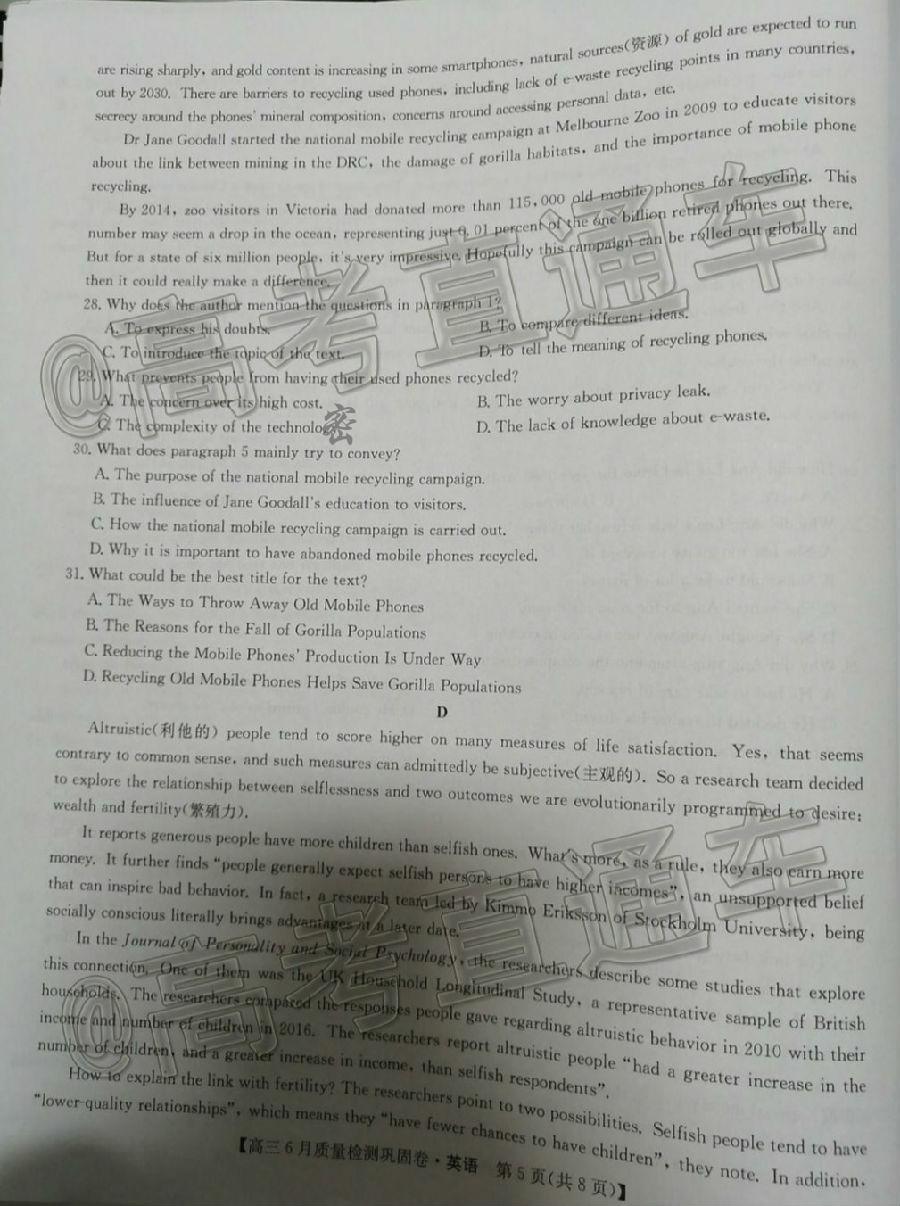 are rising sharply, and gold content is increasing in some smartphones, natural sources(资源) of gold are expected to run
out by 2030. There are barriers to recycling used phones, including lack of e-waste recycling points in many countries,
secrecy around the phones' mineral composition, concerns around accessing personal data, etc.
Dr Jane Goodall started the national mobile recycling campaign at Melbourne Zoo in 2009 to educate visitors
about the link between mining in the DRC, the damage of gorilla habitats, and the importance of mobile phone
recycling.
By 2014, zoo visitors in Victoria had donated more than 115,000 old mobile phones for recycling. This
number may seem a drop in the ocean, representing just 0.01 percent of the one billion retired phones out there.
But for a state of six million people, it's very impressive. Hopefully this campaign can be rolled out globally and
then it could really make a difference.
28. Why does the author mention the questions in paragraph 1?
A. To express his doubts.
B. To compare different ideas.
C. To introduce the topic of the text.
D. To tell the meaning of recycling phones.
29. What prevents people from having their used phones recycled?
A. The concern over its high cost.
B. The worry about privacy leak.
C. The complexity of the technology.
密
D. The lack of knowledge about e-waste.
30. What does paragraph 5 mainly try to convey?
A. The purpose of the national mobile recycling campaign.
B. The influence of Jane Goodall's education to visitors.
C. How the national mobile recycling campaign is carried out.
D. Why it is important to have abandoned mobile phones recycled.
31. What could be the best title for the text?
A. The Ways to Throw Away Old Mobile Phones
B. The Reasons for the Fall of Gorilla Populations
C. Reducing the Mobile Phones' Production Is Under Way
D. Recycling Old Mobile Phones Helps Save Gorilla Populations
D
Altruistic(利他的) people tend to score higher on many measures of life satisfaction. Yes, that seems
contrary to common sense, and such measures can admittedly be subjective(主观的). So a research team decided
to explore the relationship between selflessness and two outcomes we are evolutionarily programmed to desire:
wealth and fertility(繁殖力).
It reports generous people have more children than selfish ones. What's more, as a rule, they also earn more
money. It further finds "people generally expect selfish persons to have higher incomes", an unsupported belief
that can inspire bad behavior. In fact, a research team led by Kimmo Eriksson of Stockholm University, being
socially conscious literally brings advantages at a later date.
In the Journal of Personality and Social Psychology, the researchers describe some studies that explore
this connection. One of them was the UK Household Longitudinal Study, a representative sample of British
households. The researchers compared the responses people gave regarding altruistic behavior in 2010 with their
income and number of children in 2016. The researchers report altruistic people "had a greater increase in the
number of children, and a greater increase in income, than selfish respondents".
How to explain the link with fertility? The researchers point to two possibilities. Selfish people tend to have
"lower-quality relationships", which means they "have fewer chances to have children", they note. In addition,
【高三6月质量检测巩固卷·英语 第5页(共8页)】
@高考直通车
@高考直通车